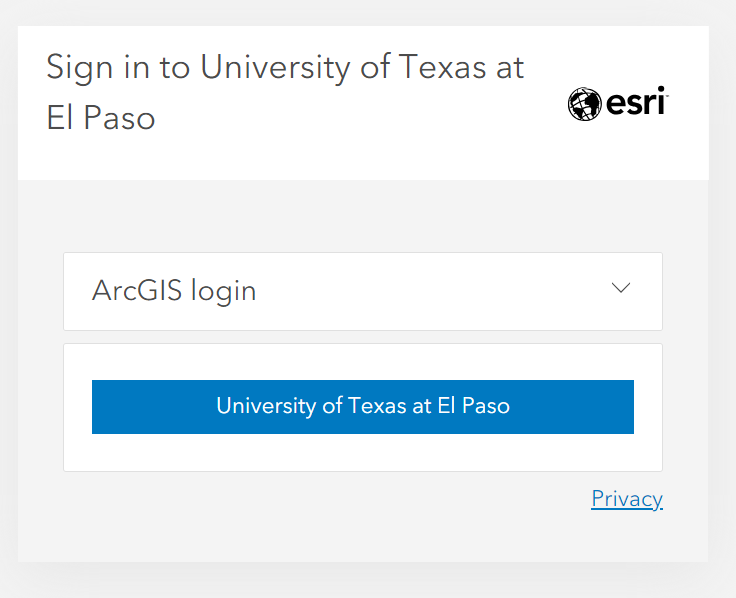 Sign in to University of Texas at
El Paso
esri
ArcGIS login
University of Texas at El Paso
Privacy